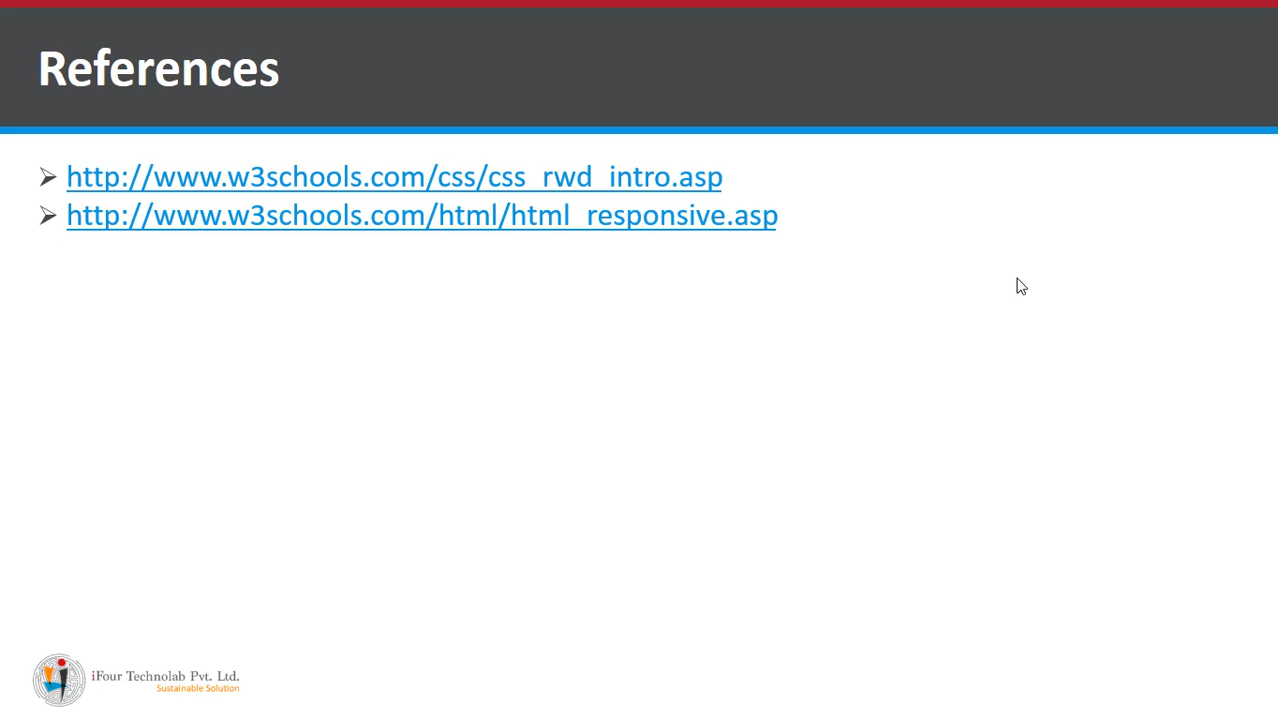 References
http://www.w3schools.com/css/css_rwd_intro.asp
http://www.w3schools.com/html/html_responsive.asp
iFour Technolab Pvt. Ltd.
Sustainable Solution